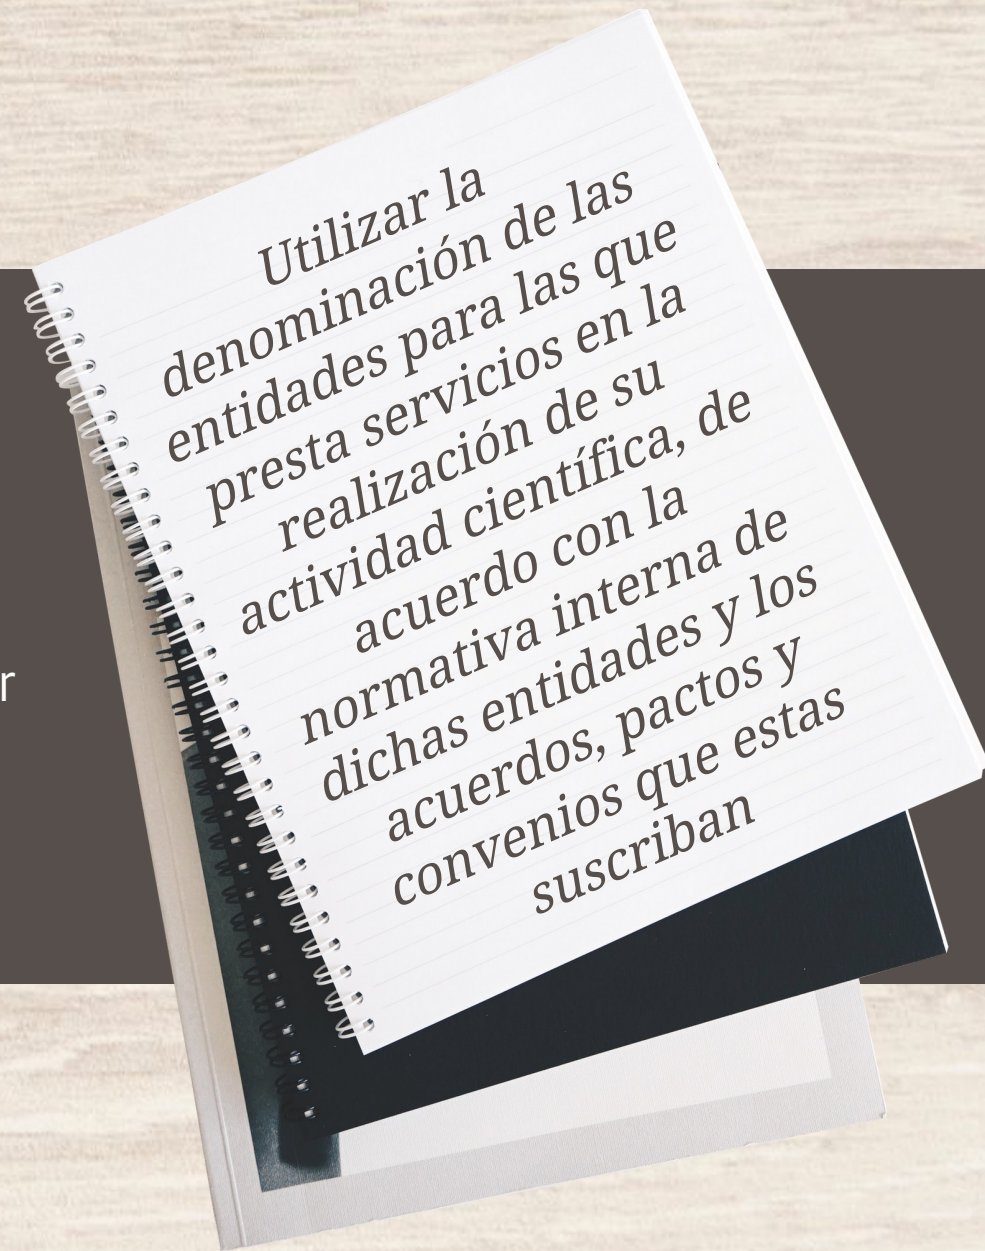 Utilizar la
denominación de las
entidades para las que
presta servicios en la
realización de su
actividad científica, de
acuerdo con la
normativa interna de
dichas entidades y los
acuerdos, pactos y
convenios que estas
suscriban
r